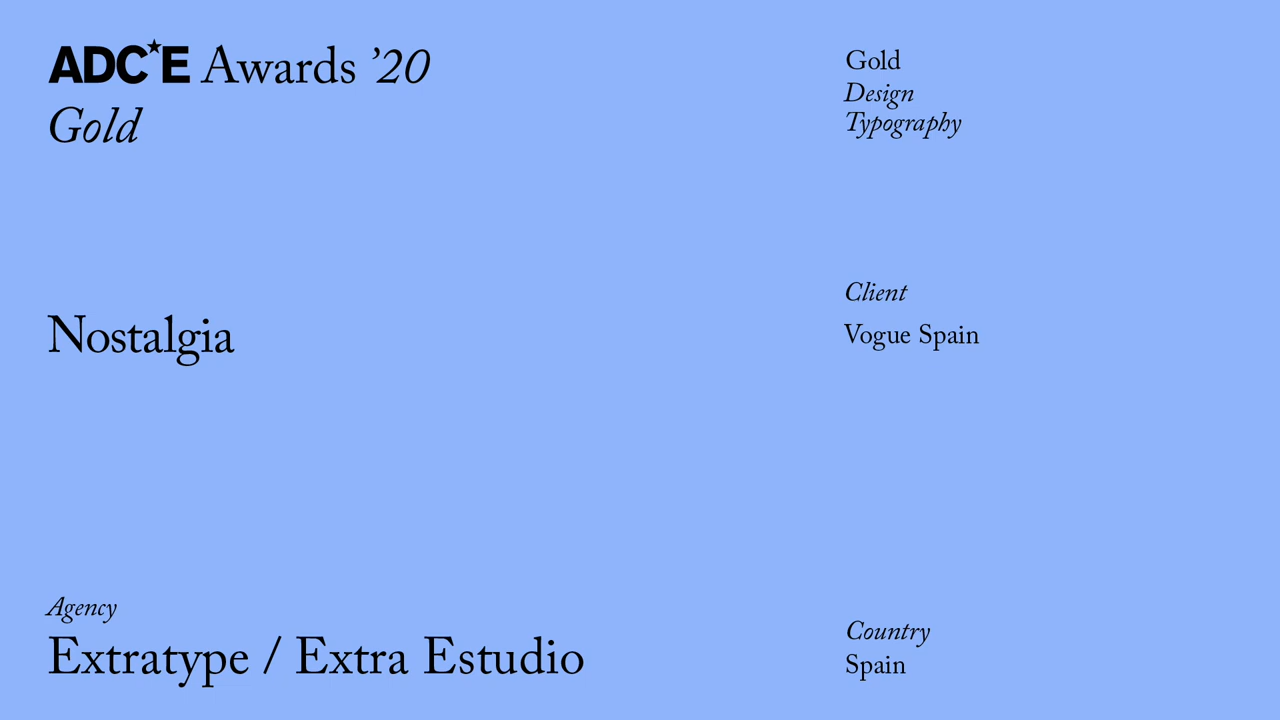 ADC★E Awards ’20
Gold
Gold
Design
Typography
Nostalgia
Client
Vogue Spain
Agency
Extratype / Extra Estudio
Country
Spain